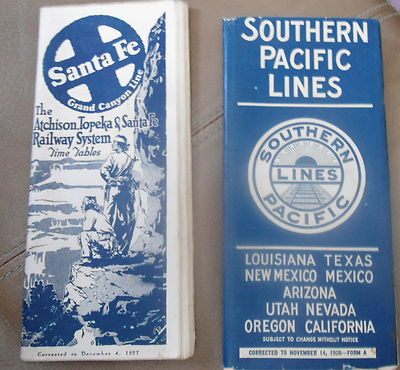 Santa Fe
Grand Canyon Line
The
Atchison, Topeka & Santa Fe
Railway System
Time Tables
Corrected to December 4, 1927
SOUTHERN
PACIFIC
LINES
SOUTHERN
LINES
PACIFIC
LOUISIANA TEXAS
NEW MEXICO MEXICO
ARIZONA
UTAH NEVADA
OREGON CALIFORNIA
SUBJECT TO CHANGE WITHOUT NOTICE
CORRECTED TO NOVEMBER 14, 1926—FORM A